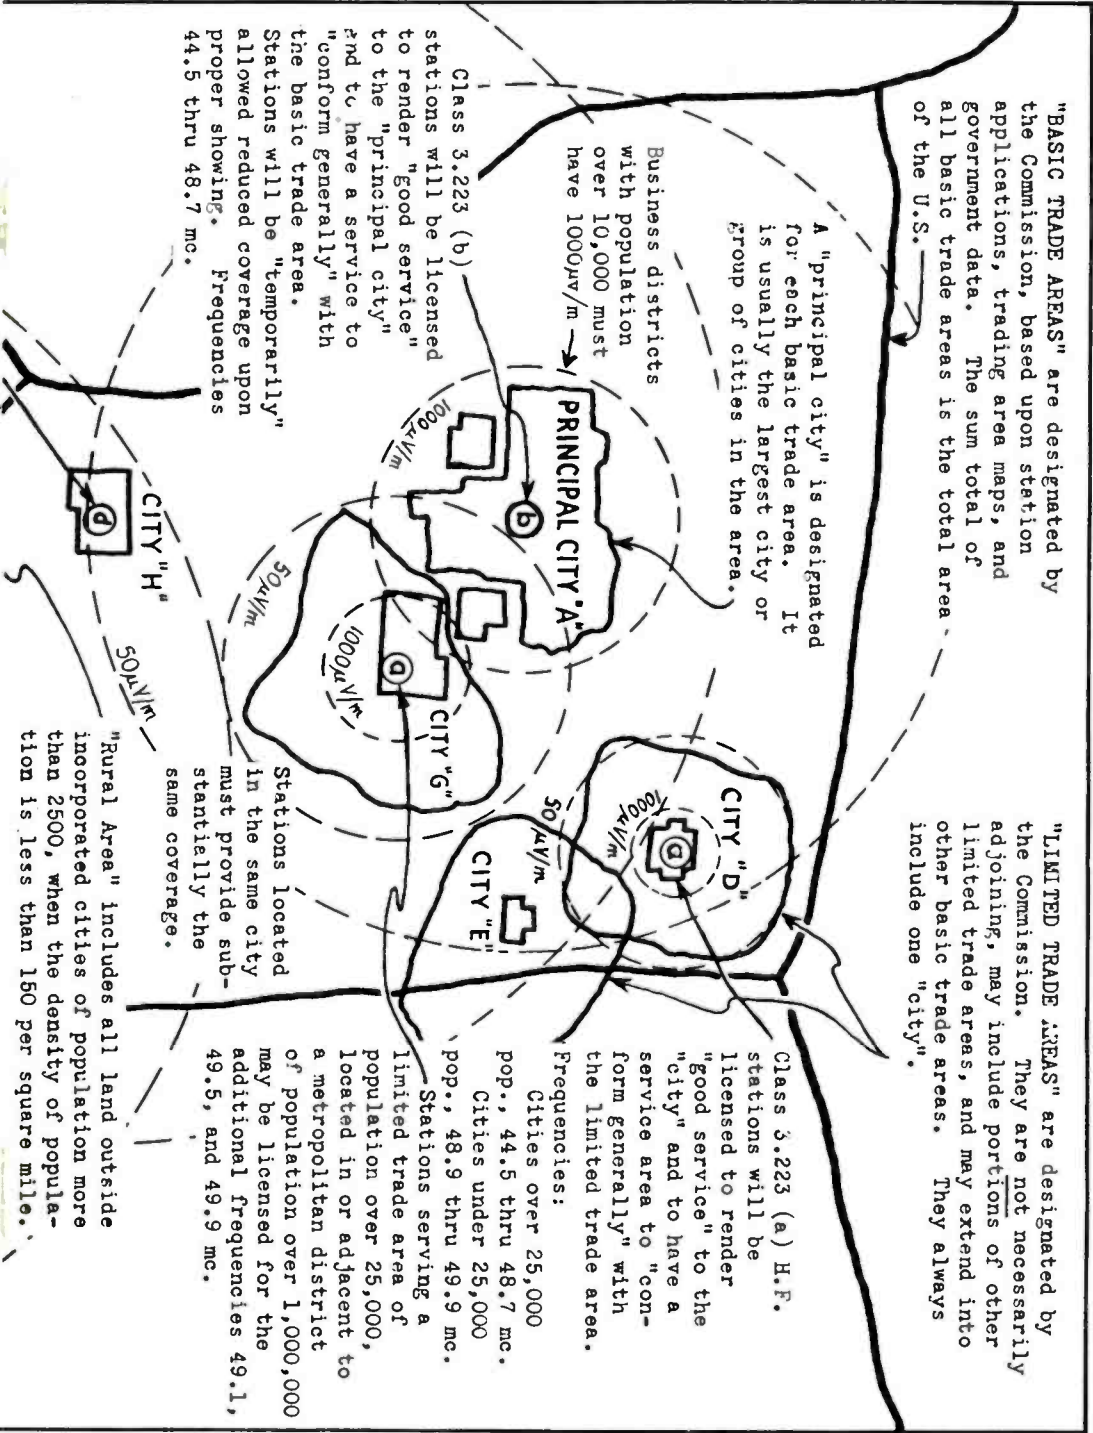 "BASIC TRADE AREAS" are designated by
the Commission, based upon station
applications, trading area maps, and
government data. The sum total of
all basic trade areas is the total area
of the U.S.
"LIMITED TRADE AREAS" are designated by
the Commission. They are not necessarily
adjoining, may include portions of other
limited trade areas, and may extend into
other basic trade areas. They always
include one "city".
A "principal city" is designated
for each basic trade area. It
is usually the largest city or
group of cities in the area.
Business districts
with population
over 10,000 must
have 1000μv/m
Class 3.223 (b)
stations will be licensed
to render "good service"
to the "principal city"
and to have a service to
"conform generally" with
the basic trade area.
Stations will be "temporarily"
allowed reduced coverage upon
proper showing. Frequencies
44.5 thru 48.7 mc.
PRINCIPAL CITY "A"
b
1000μV/m
CITY "D"
a
1000μV/m
50 μV/m
CITY "E"
CITY "G"
a
1000μV/m
50μV/m
CITY "H"
d
50μV/m
Class 3.223 (a) H.F.
stations will be
licensed to render
"good service" to the
"city" and to have a
service area to "con-
form generally" with
the limited trade area.
Frequencies:
Cities over 25,000
pop., 44.5 thru 48.7 mc.
Cities under 25,000
pop., 48.9 thru 49.9 mc.
Stations serving a
limited trade area of
population over 25,000,
located in or adjacent to
a metropolitan district
of population over 1,000,000
may be licensed for the
additional frequencies 49.1,
49.5, and 49.9 mc.
Stations located
in the same city
must provide sub-
stantially the
same coverage.
"Rural Area" includes all land outside
incorporated cities of population more
than 2500, when the density of popula-
tion is less than 150 per square mile.